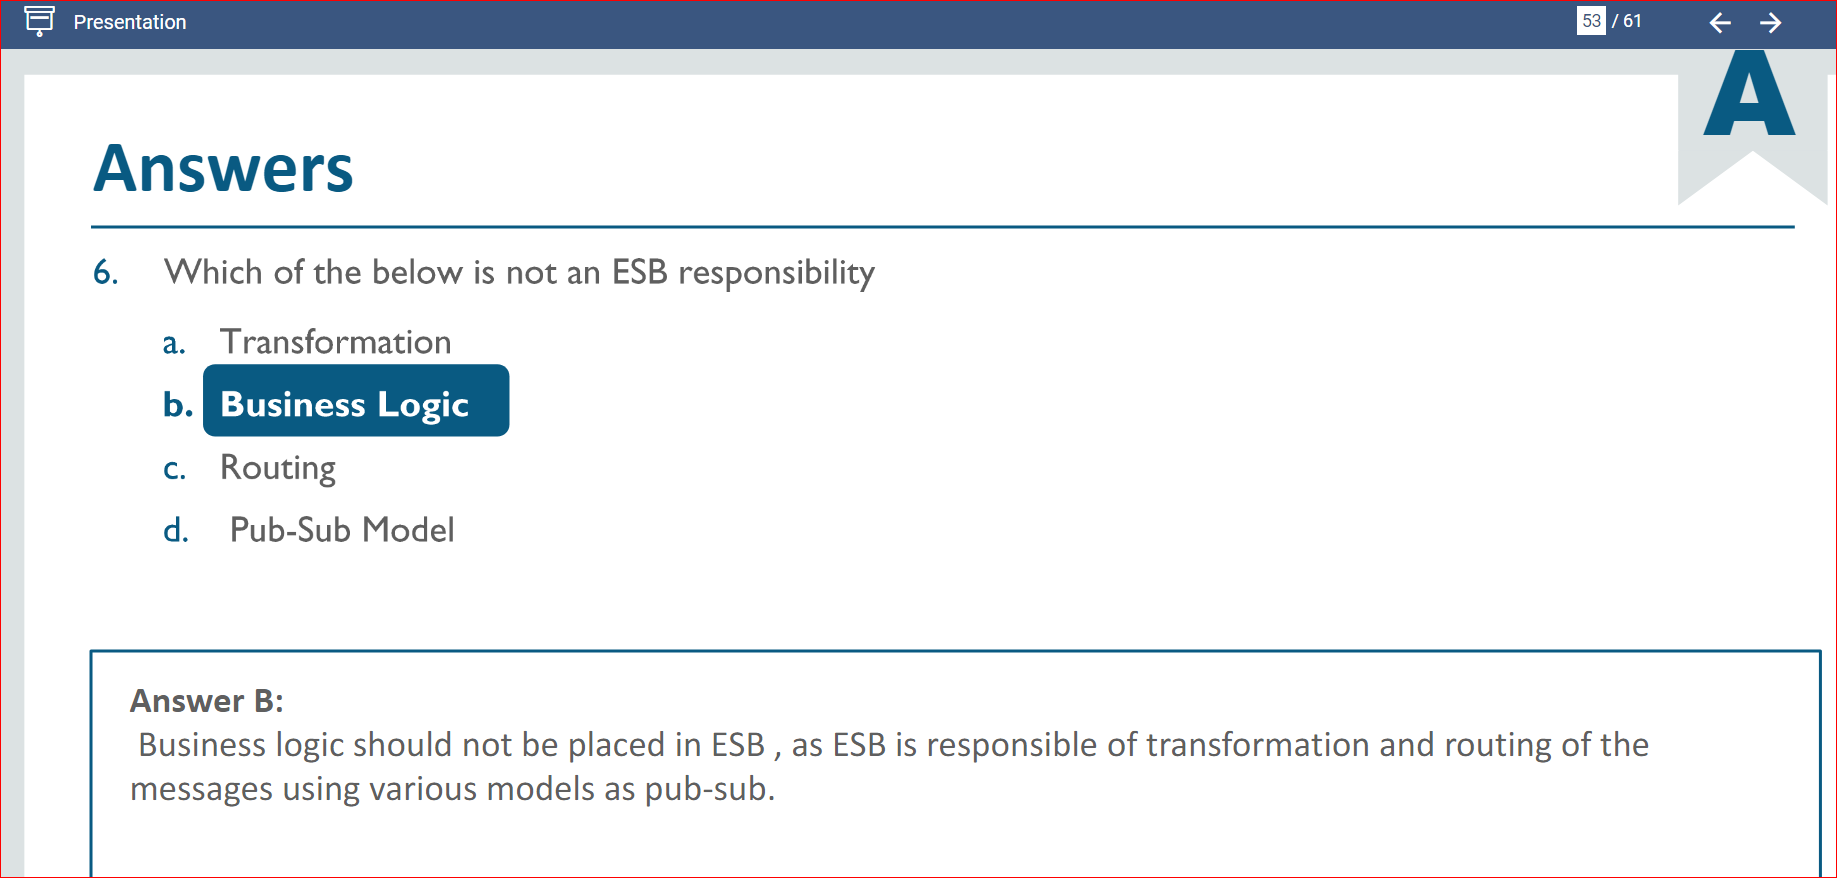 Presentation
53 / 61
A
Answers
6. Which of the below is not an ESB responsibility
a. Transformation
b. Business Logic
c. Routing
d. Pub-Sub Model
Answer B:
Business logic should not be placed in ESB , as ESB is responsible of transformation and routing of the
messages using various models as pub-sub.